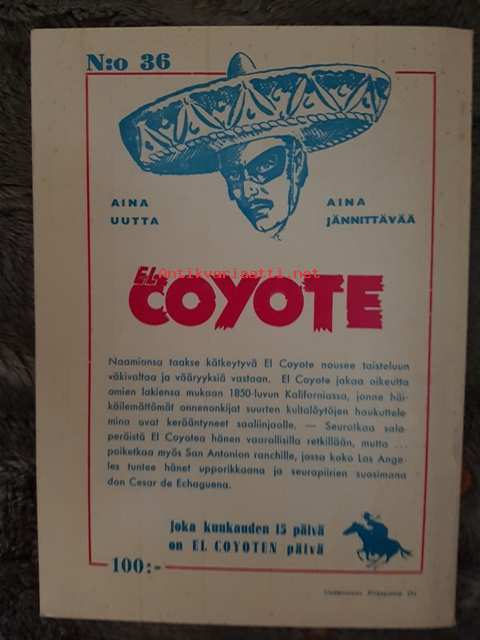 N:o 36
AINA
UUTTA
AINA
JÄNNITTÄVÄÄ
Antikvariaatti.net
EL
COYOTE
Naamionsa taakse kätkeytyvä El Coyote nousee taisteluun
väkivaltaa ja vääryyksiä vastaan. El Coyote jakaa oikeutta
omien lakiensa mukaan 1850-luvun Kaliforniassa, jonne häi-
käilemättömät onnenonkijat suurten kultalöytöjen houkuttele-
mina ovat kerääntyneet saaliinjaolle. — Seuratkaa sala-
peräistä El Coyotea hänen vaarallisilla retkillään, mutta ...
poiketkaa myös San Antonion ranchille, jossa koko Los Ange-
les tuntee hänet upporikkaana ja seurapiirien suosimana
don Cesar de Echaguena.
Joka kuukauden 15 päivä
on EL COYOTEN päivä
100:-